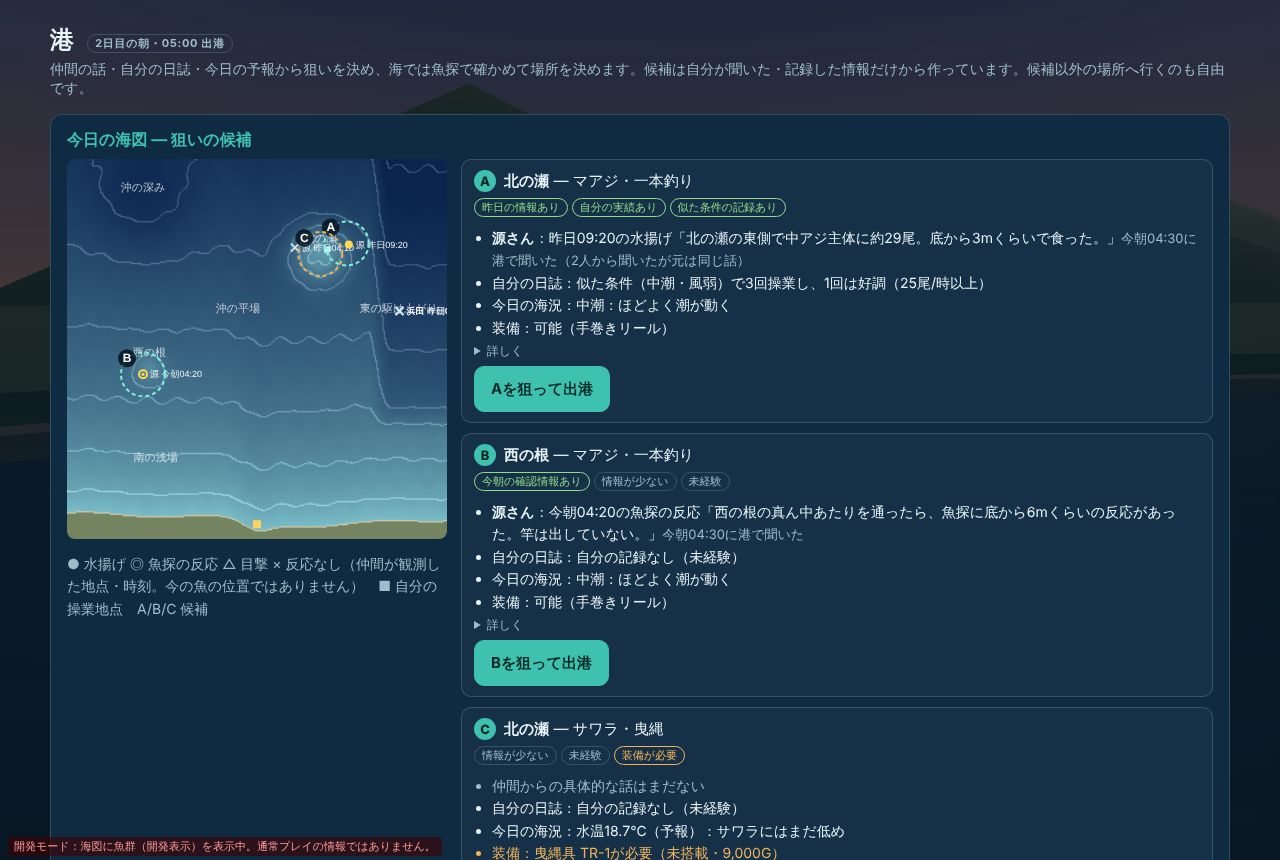 港 2日目の朝・05:00 出港
仲間の話・自分の日誌・今日の予報から狙いを決め、海では魚探で確かめて場所を決めます。候補は自分が聞いた・記録した情報だけから作っています。候補以外の場所へ行くのも自由
です。
今日の海図 — 狙いの候補
沖の深み
A
C
源 昨日09:20
沖の平場
B
西の根
源 今朝04:20
南の浅場
● 水揚げ ◎ 魚探の反応 △ 目撃 × 反応なし（仲間が観測し
た地点・時刻。今の魚の位置ではありません） ■ 自分の
操業地点 A/B/C 候補
A 北の瀬 — マアジ・一本釣り
昨日の情報あり 自分の実績あり 似た条件の記録あり
源さん：昨日09:20の水揚げ「北の瀬の東側で中アジ主体に約29尾。底から3mくらいで食った。」今朝04:30に
港で聞いた（2人から聞いたが元は同じ話）
自分の日誌：似た条件（中潮・風弱）で3回操業し、1回は好調（25尾/時以上）
今日の海況：中潮：ほどよく潮が動く
装備：可能（手巻きリール）
▶ 詳しく
Aを狙って出港
B 西の根 — マアジ・一本釣り
今朝の確認情報あり 情報が少ない 未経験
源さん：今朝04:20の魚探の反応「西の根の真ん中あたりを通ったら、魚探に底から6mくらいの反応があっ
た。竿は出していない。」今朝04:30に港で聞いた
自分の日誌：自分の記録なし（未経験）
今日の海況：中潮：ほどよく潮が動く
装備：可能（手巻きリール）
▶ 詳しく
Bを狙って出港
C 北の瀬 — サワラ・曳縄
情報が少ない 未経験 装備が必要
仲間からの具体的な話はまだない
自分の日誌：自分の記録なし（未経験）
今日の海況：水温18.7℃（予報）：サワラにはまだ低め
装備：曳縄具 TR-1が必要（未搭載・9,000G）
開発モード：海図に魚群（開発表示）を表示中。通常プレイの情報ではありません。